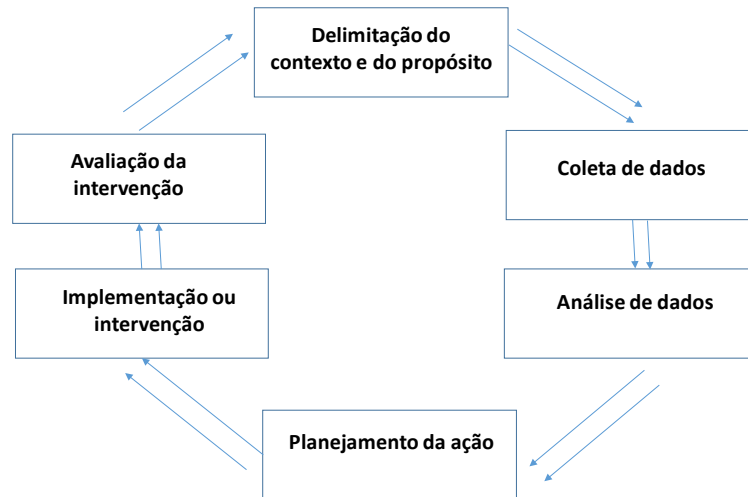 Delimitação do
contexto e do propósito
Coleta de dados
Análise de dados
Planejamento da ação
Implementação ou
intervenção
Avaliação da
intervenção